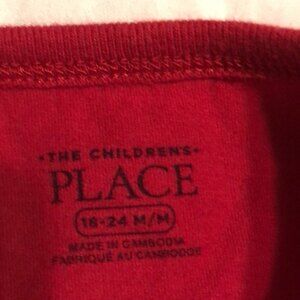 THE CHILDREN'S
PLACE
18-24 M/M
MADE IN CAMBODIA
FABRIQUÉ AU CAMBODGE